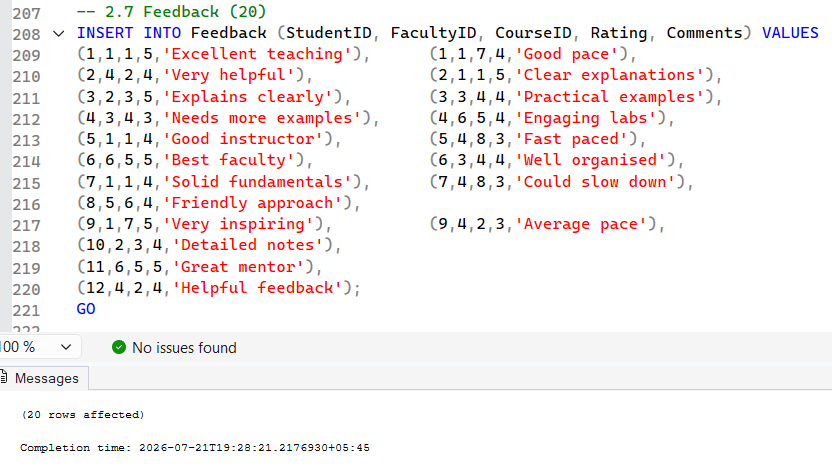 207 -- 2.7 Feedback (20)
208 INSERT INTO Feedback (StudentID, FacultyID, CourseID, Rating, Comments) VALUES
209 (1,1,1,5,'Excellent teaching'), (1,1,7,4,'Good pace'),
210 (2,4,2,4,'Very helpful'), (2,1,1,5,'Clear explanations'),
211 (3,2,3,5,'Explains clearly'), (3,3,4,4,'Practical examples'),
212 (4,3,4,3,'Needs more examples'), (4,6,5,4,'Engaging labs'),
213 (5,1,1,4,'Good instructor'), (5,4,8,3,'Fast paced'),
214 (6,6,5,5,'Best faculty'), (6,3,4,4,'Well organised'),
215 (7,1,1,4,'Solid fundamentals'), (7,4,8,3,'Could slow down'),
216 (8,5,6,4,'Friendly approach'),
217 (9,1,7,5,'Very inspiring'), (9,4,2,3,'Average pace'),
218 (10,2,3,4,'Detailed notes'),
219 (11,6,5,5,'Great mentor'),
220 (12,4,2,4,'Helpful feedback');
221 GO
222
100 % No issues found
Messages
(20 rows affected)
Completion time: 2026-07-21T19:28:21.2176930+05:45